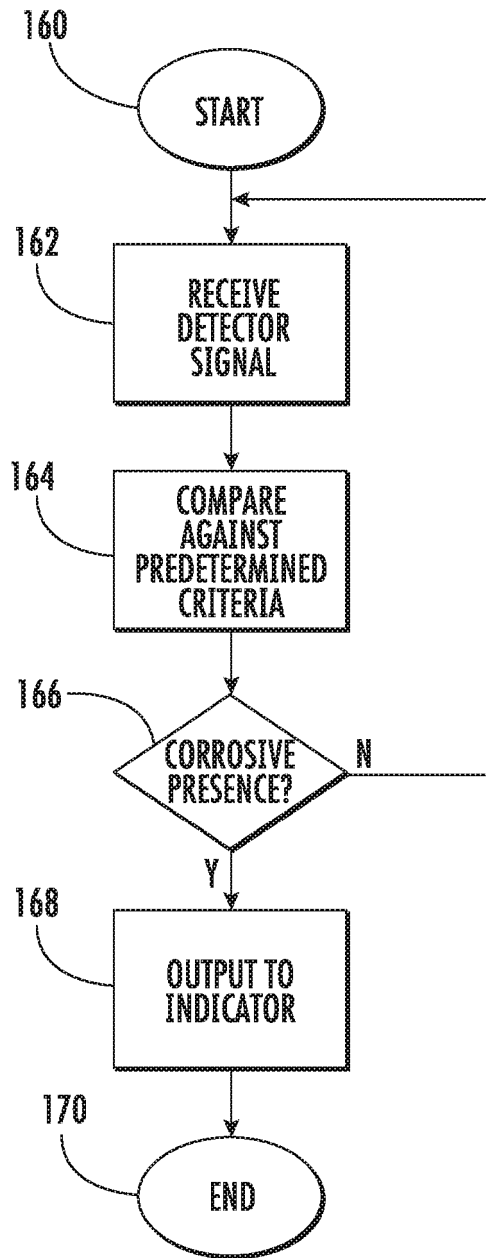 160
START
162
RECEIVE
DETECTOR
SIGNAL
164
COMPARE
AGAINST
PREDETERMINED
CRITERIA
166
CORROSIVE
PRESENCE?
N
Y
168
OUTPUT TO
INDICATOR
170
END